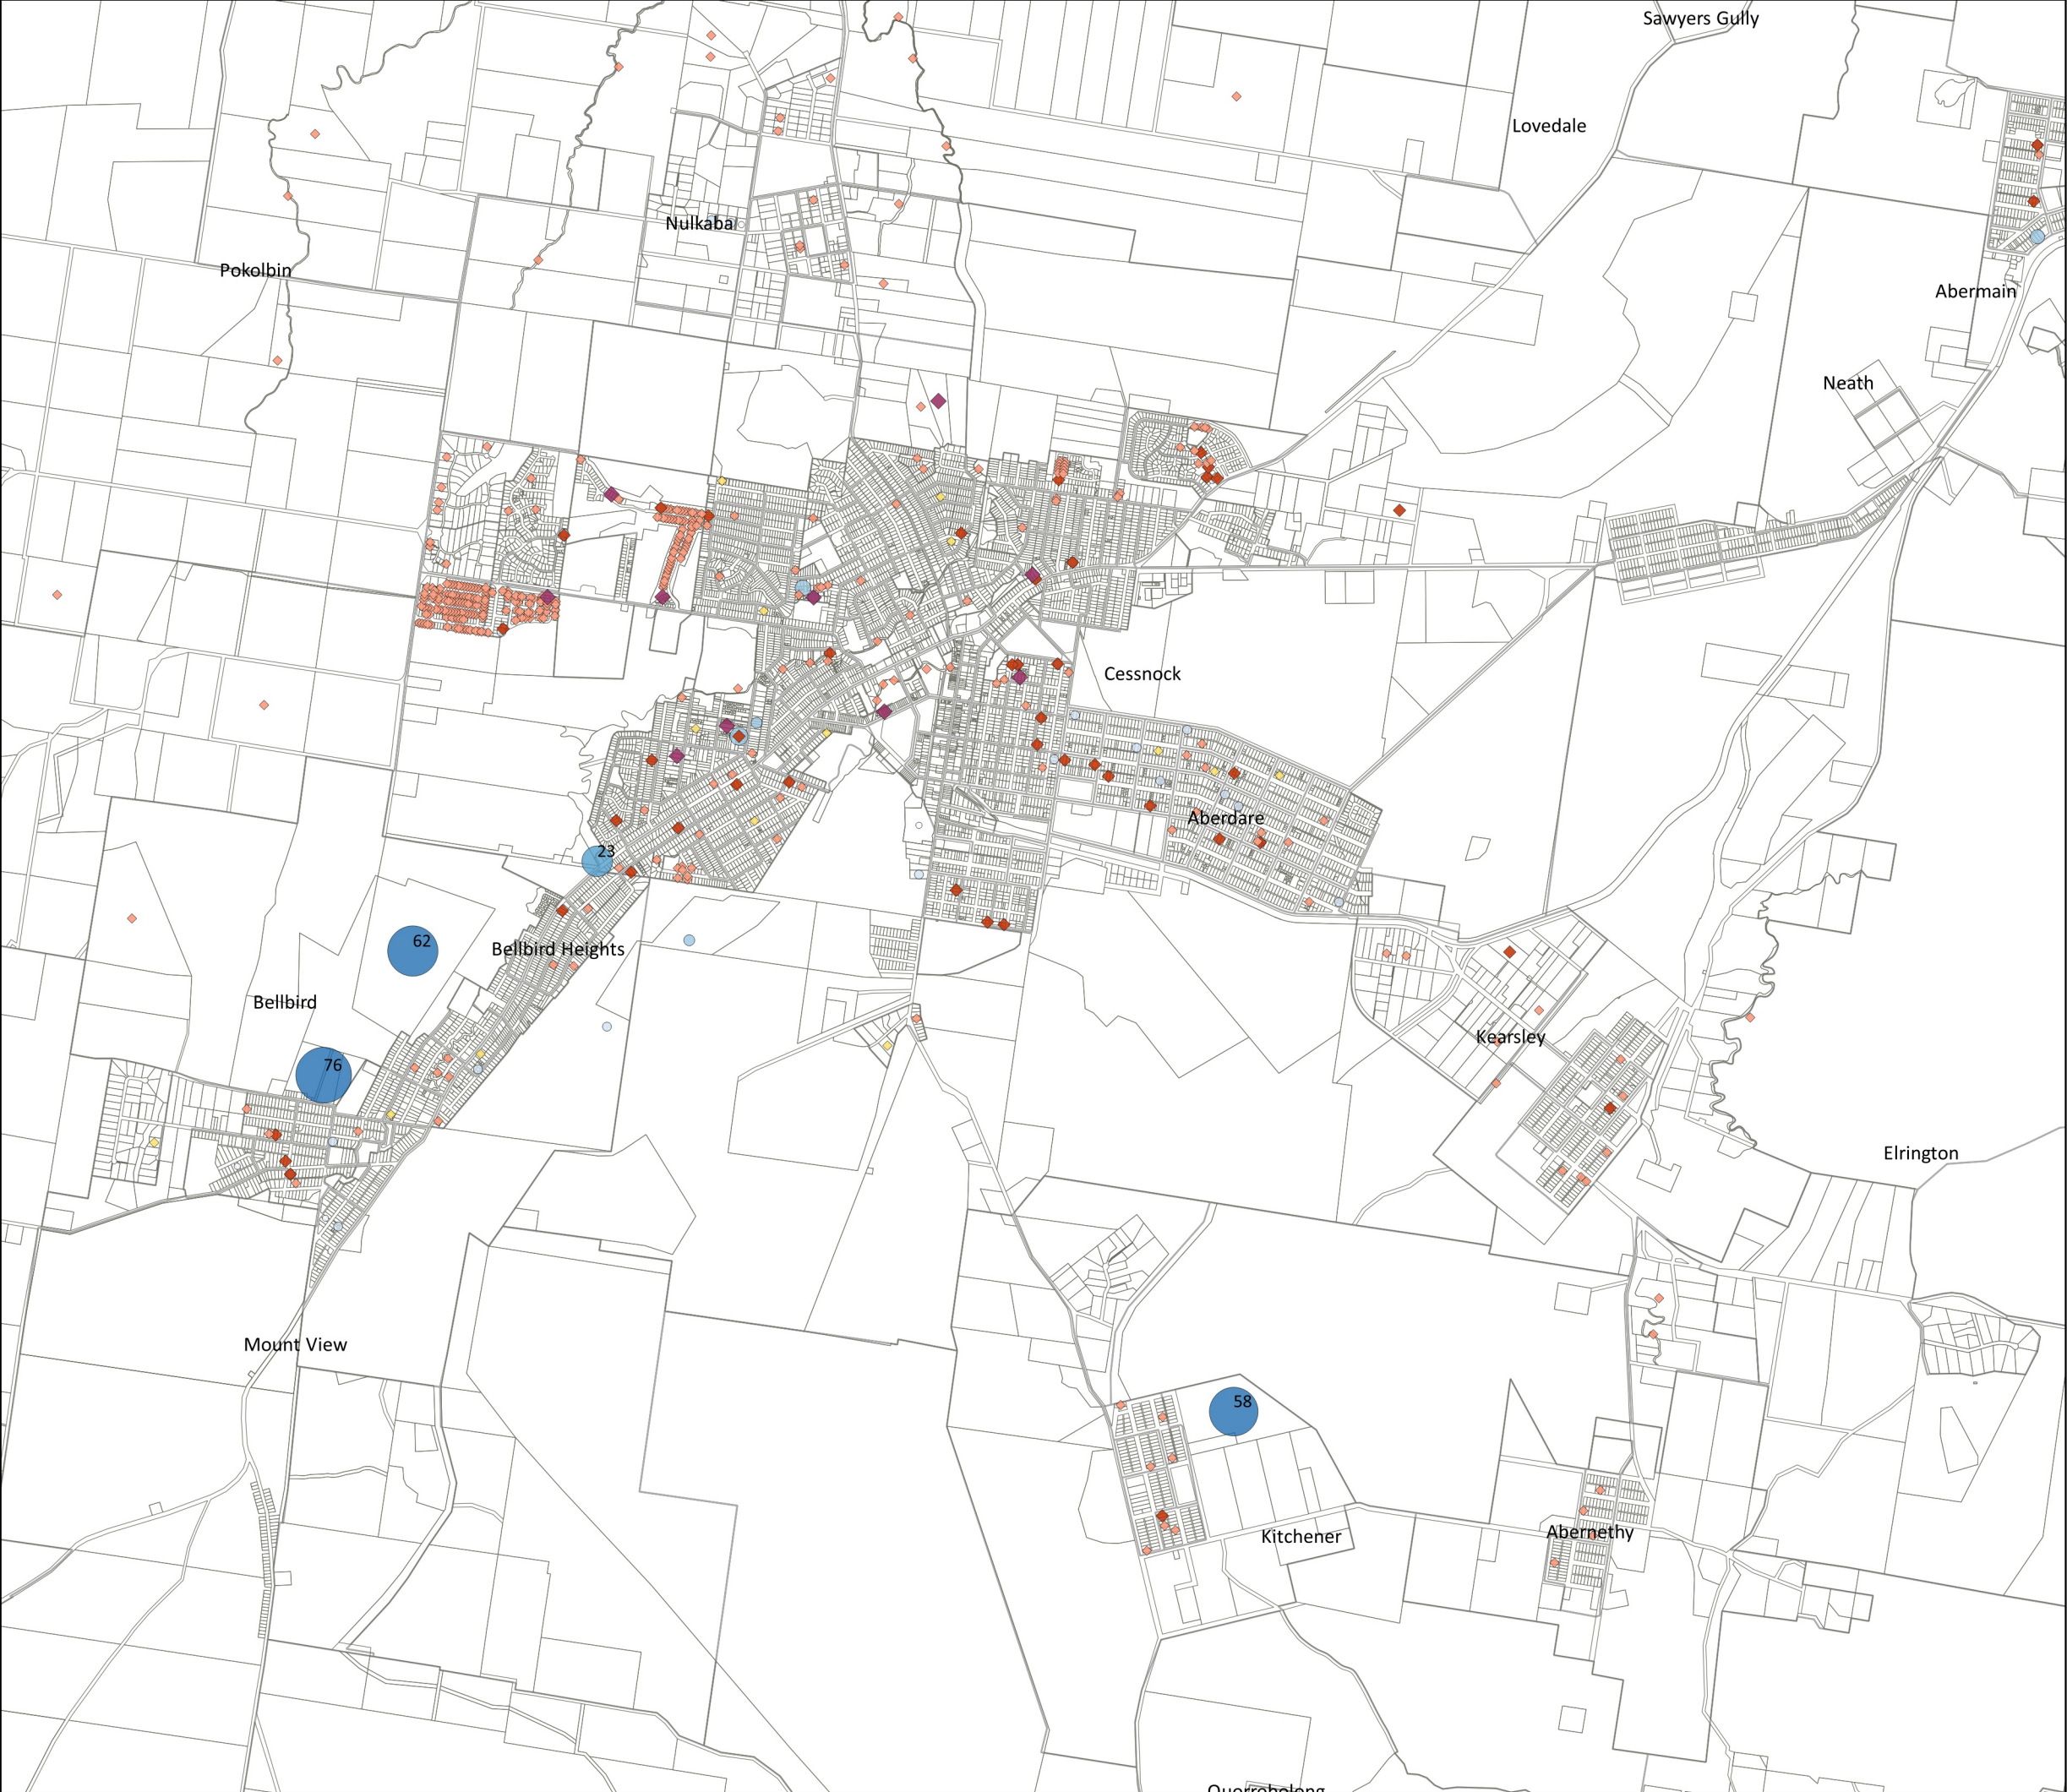 Sawyers Gully
Lovedale
Nulkaba
Pokolbin
Abermain
Neath
Cessnock
Aberdare
23
62
Bellbird Heights
Bellbird
Kearsley
76
Elrington
Mount View
58
Kitchener
Abernethy